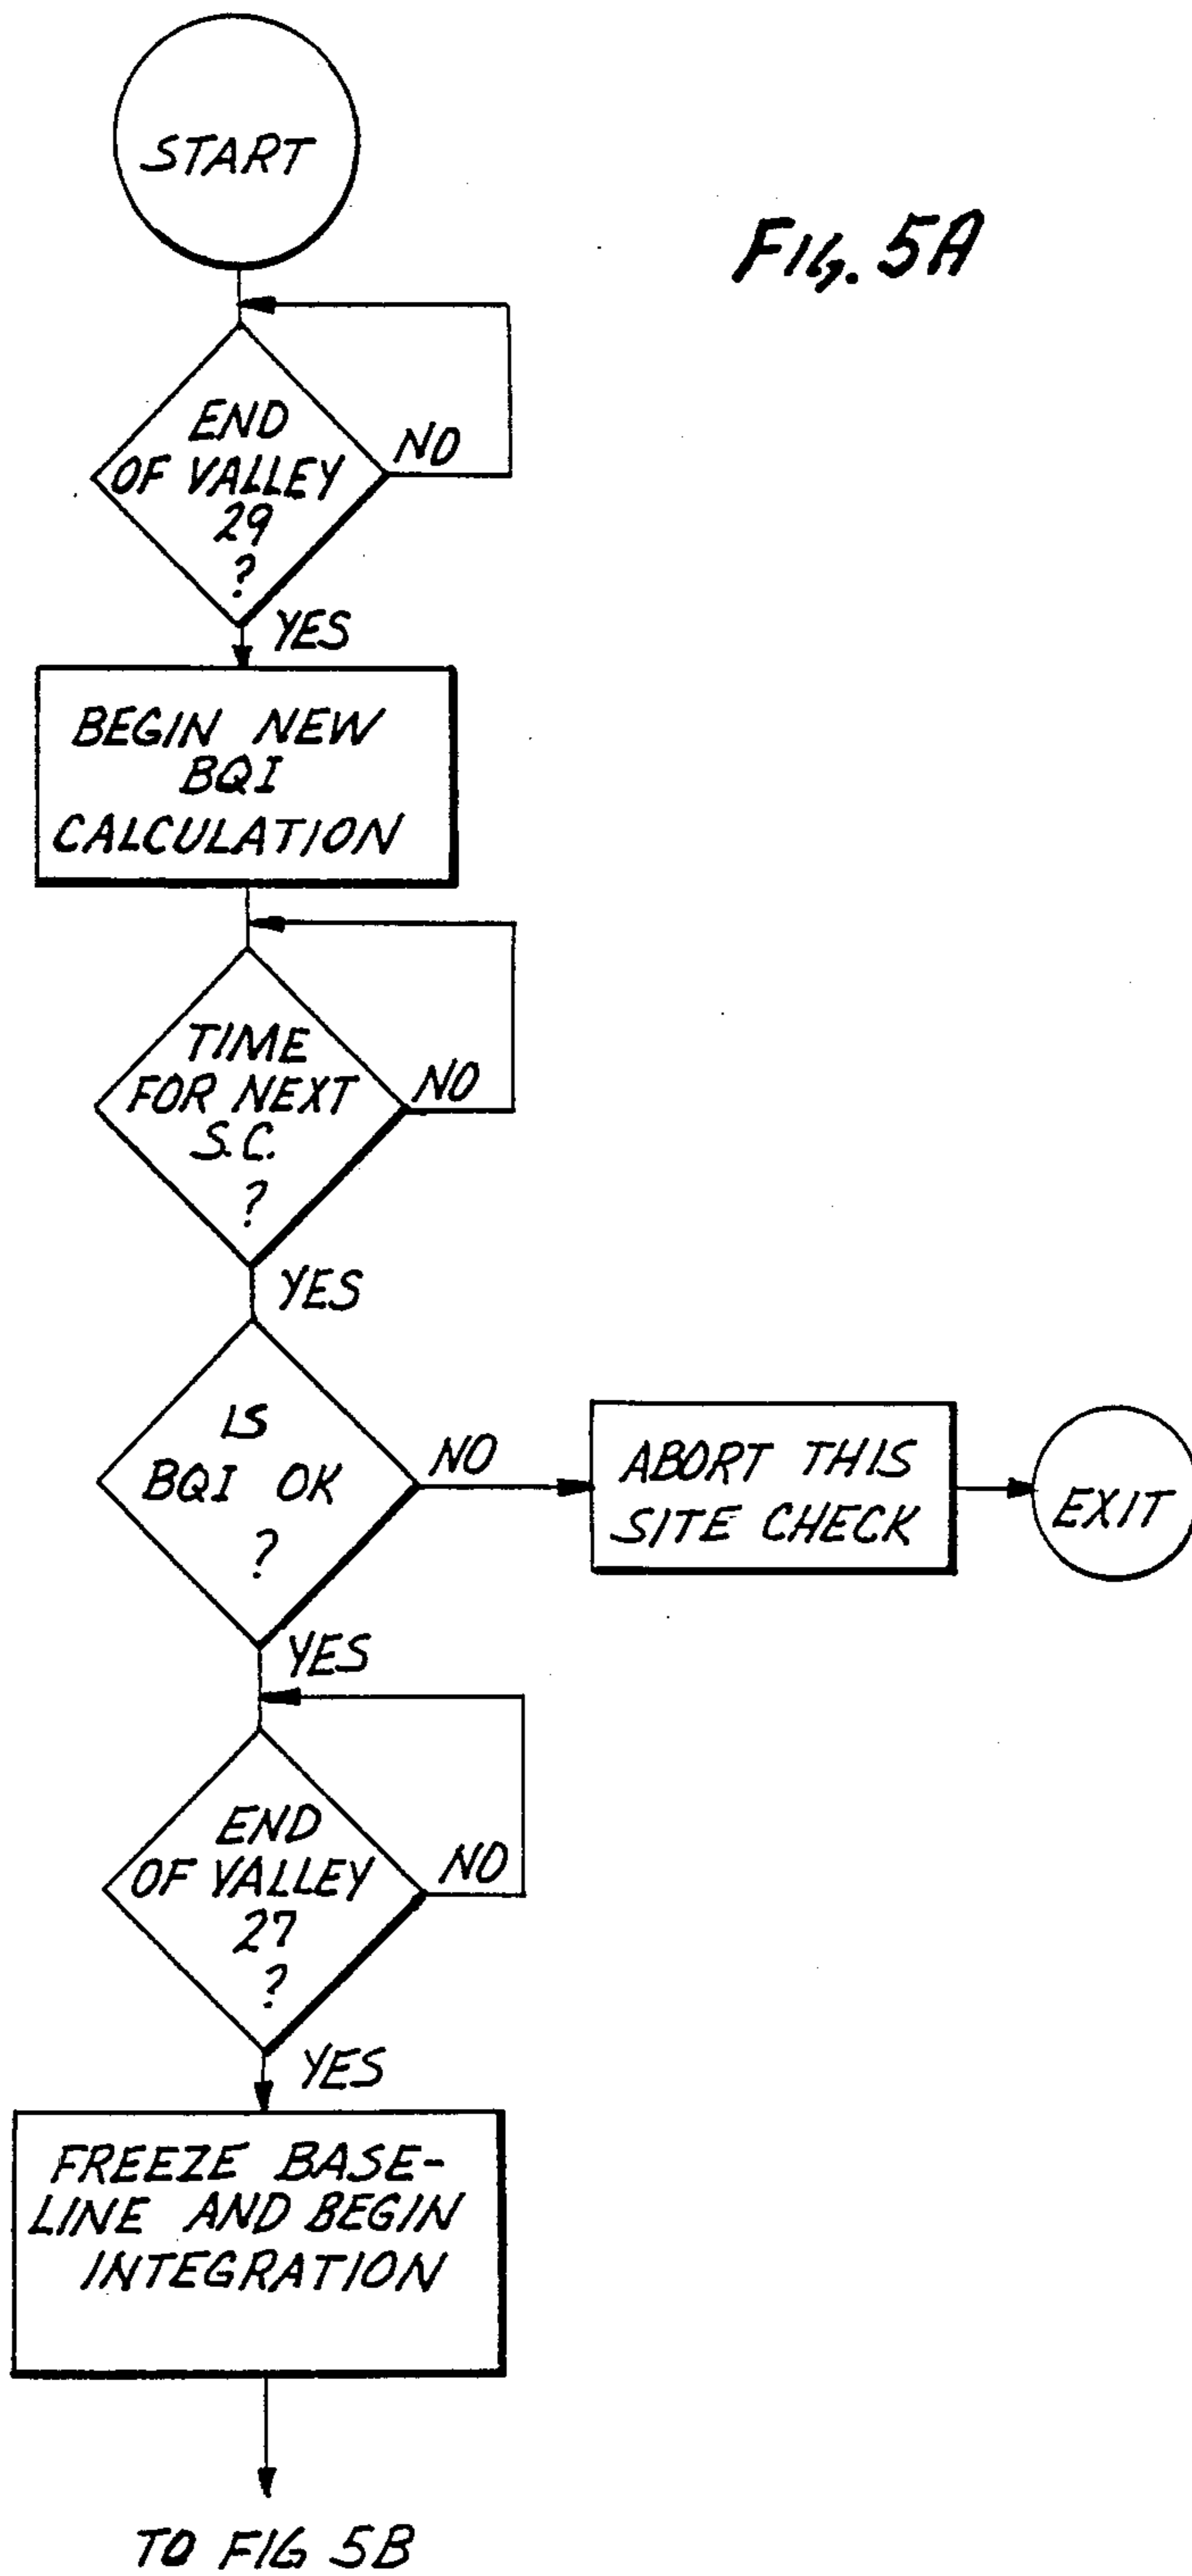 START
FIG. 5A
END
OF VALLEY
29
?
NO
YES
BEGIN NEW
BQI
CALCULATION
TIME
FOR NEXT
S.C.
?
NO
YES
IS
BQI OK
?
NO
ABORT THIS
SITE CHECK
EXIT
YES
END
OF VALLEY
27
?
NO
YES
FREEZE BASE-
LINE AND BEGIN
INTEGRATION
TO FIG 5B